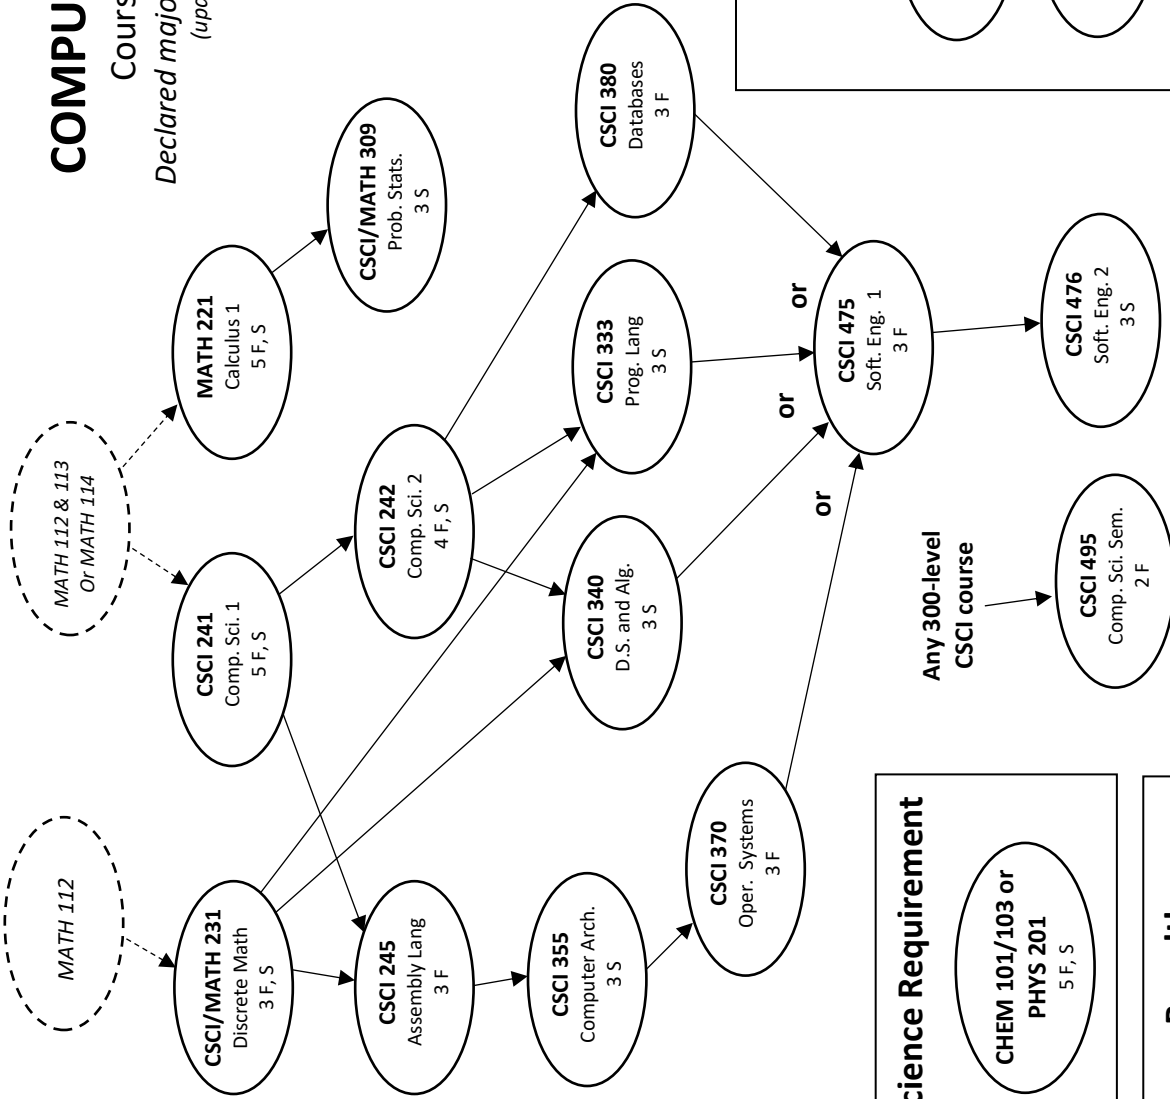 COMPU
Cours
Declared majo
(upd
MATH 112 & 113
Or MATH 114
MATH 112
MATH 221
Calculus 1
5 F, S
CSCI/MATH 309
Prob. Stats.
3 S
CSCI 241
Comp. Sci. 1
5 F, S
CSCI/MATH 231
Discrete Math
3 F, S
CSCI 242
Comp. Sci. 2
4 F, S
CSCI 245
Assembly Lang
3 F
CSCI 380
Databases
3 F
CSCI 333
Prog. Lang
3 S
CSCI 340
D.S. and Alg.
3 S
CSCI 355
Computer Arch.
3 S
CSCI 370
Oper. Systems
3 F
or
or
or
CSCI 475
Soft. Eng. 1
3 F
CSCI 476
Soft. Eng. 2
3 S
Any 300-level
CSCI course
CSCI 495
Comp. Sci. Sem.
2 F
cience Requirement
CHEM 101/103 or
PHYS 201
5 F, S